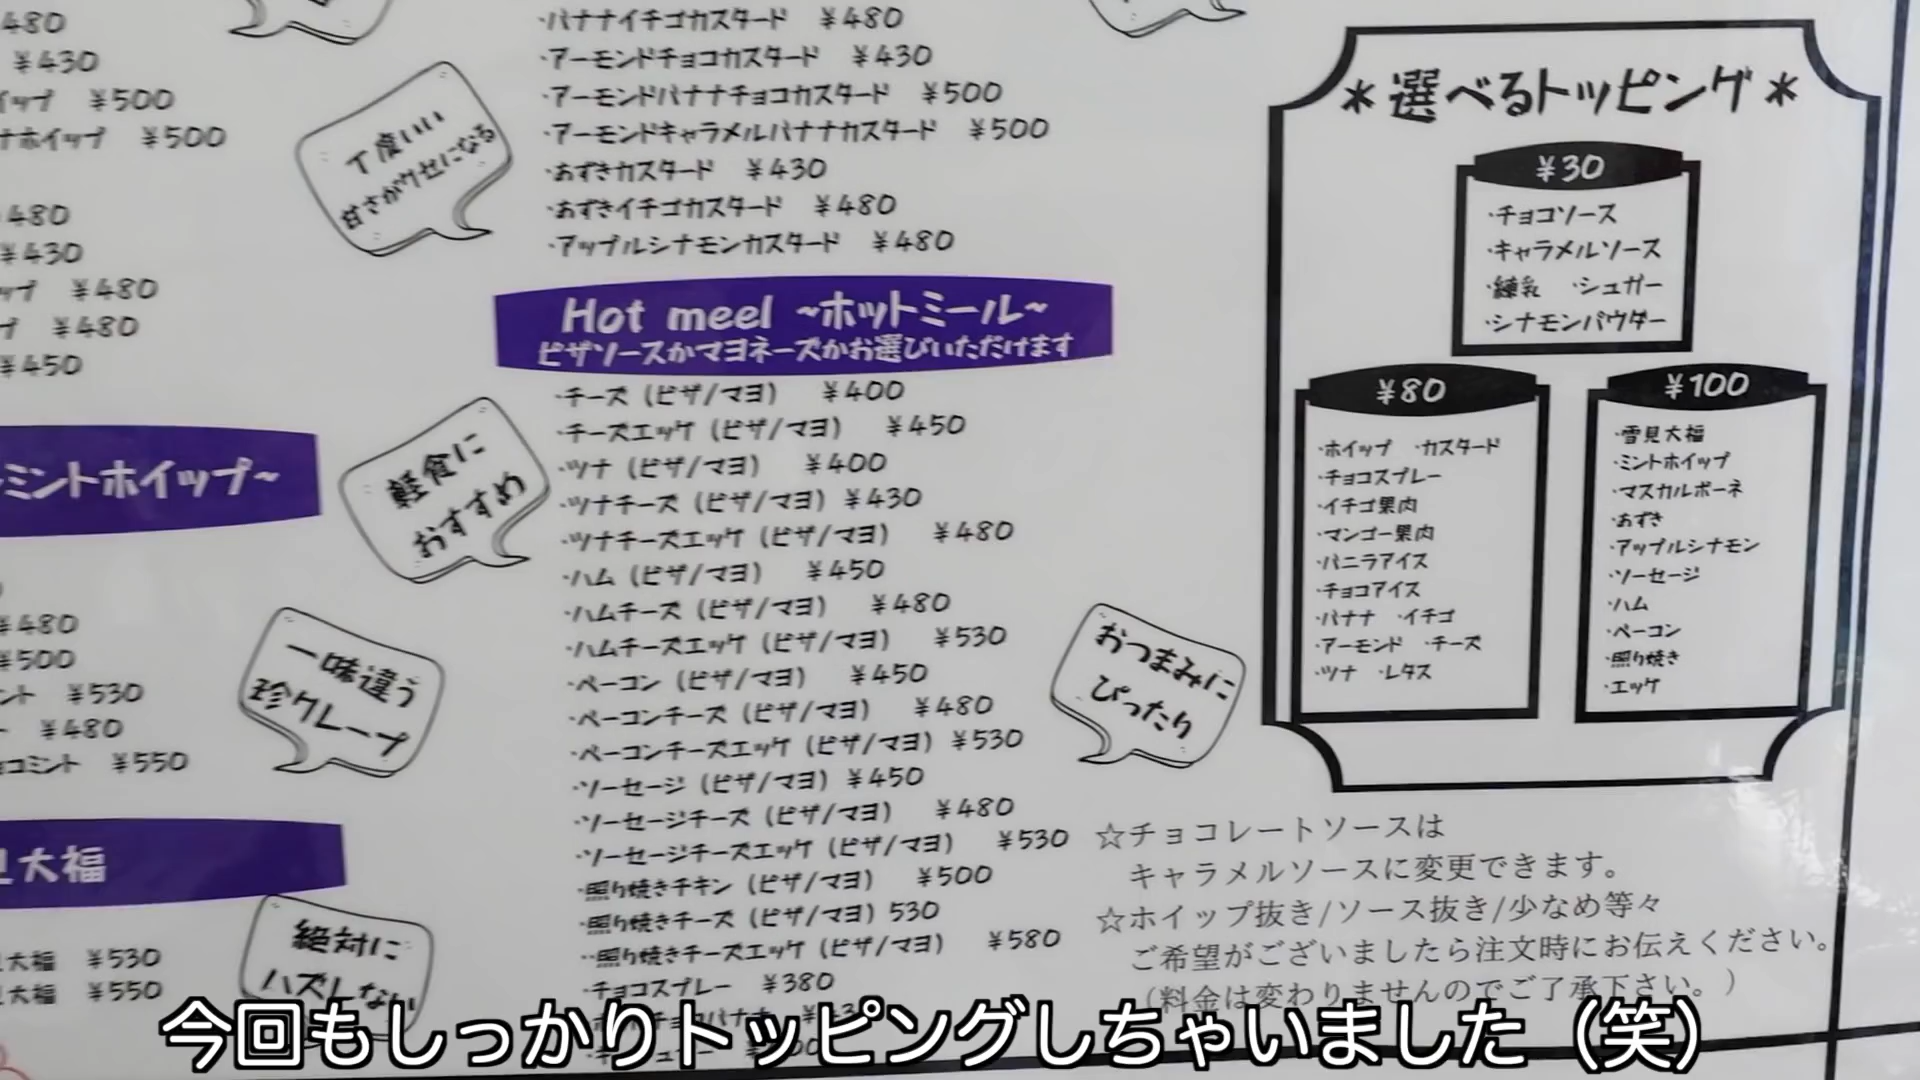 480
¥430
イップ ¥500
ナホイップ ¥500
480
¥430
ップ ¥480
プ ¥480
¥450
ミントホイップ~
¥480
¥500
ント ¥530
¥480
コミント ¥550
見大福
見大福 ¥530
大福 ¥550
丁度いい
甘さがクセになる
軽食に
おすすめ
一味違う
珍クレープ
絶対に
ハズレない
・バナナイチゴカスタード ¥480
・アーモンドチョコカスタード ¥430
・アーモンドバナナチョコカスタード ¥500
・アーモンドキャラメルバナナカスタード ¥500
・あずきカスタード ¥430
・あずきイチゴカスタード ¥480
・アップルシナモンカスタード ¥480
Hot meel ~ホットミール~
ピザソースかマヨネーズかお選びいただけます
・チーズ(ピザ/マヨ) ¥400
・チーズエッグ(ピザ/マヨ) ¥450
・ツナ(ピザ/マヨ) ¥400
・ツナチーズ(ピザ/マヨ) ¥430
・ツナチーズエッグ(ピザ/マヨ) ¥480
・ハム(ピザ/マヨ) ¥450
・ハムチーズ(ピザ/マヨ) ¥480
・ハムチーズエッグ(ピザ/マヨ) ¥530
・ベーコン(ピザ/マヨ) ¥450
・ベーコンチーズ(ピザ/マヨ) ¥480
・ベーコンチーズエッグ(ピザ/マヨ) ¥530
・ソーセージ(ピザ/マヨ) ¥450
・ソーセージチーズ(ピザ/マヨ) ¥480
・ソーセージチーズエッグ(ピザ/マヨ) ¥530
・照り焼きチキン(ピザ/マヨ) ¥500
・照り焼きチーズ(ピザ/マヨ) 530
・・照り焼きチーズエッグ(ピザ/マヨ) ¥580
・チョコスプレー ¥380
おつまみに
ぴったり
*選べるトッピング*
¥30
・チョコソース
・キャラメルソース
・練乳 ・シュガー
・シナモンパウダー
¥80
・ホイップ ・カスタード
・チョコスプレー
・イチゴ果肉
・マンゴー果肉
・バニラアイス
・チョコアイス
・バナナ ・イチゴ
・アーモンド ・チーズ
・ツナ ・レタス
¥100
・雪見大福
・ミントホイップ
・マスカルポーネ
・あずき
・アップルシナモン
・ソーセージ
・ハム
・ベーコン
・照り焼き
・エッグ
☆チョコレートソースは
キャラメルソースに変更できます。
☆ホイップ抜き/ソース抜き/少なめ等々
ご希望がございましたら注文時にお伝えください。
(料金は変わりませんのでご了承下さい。)
今回もしっかりトッピングしちゃいました(笑)